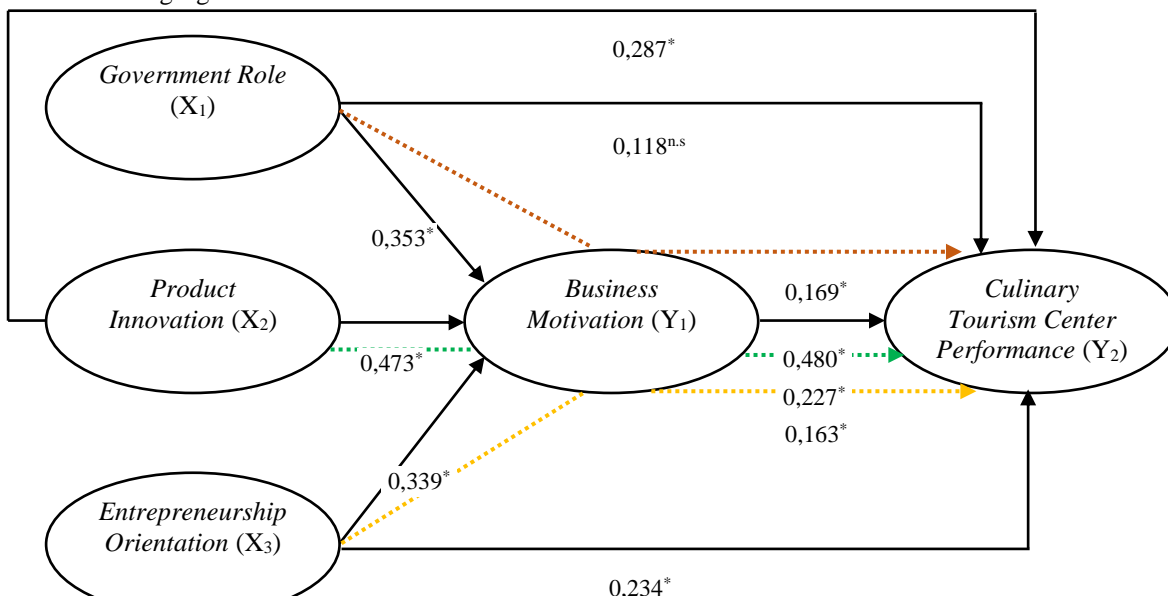 0,287*
Government Role
(X₁)
0,118ⁿ·ˢ
0,353*
Product
Innovation (X₂)
Business
Motivation (Y₁)
0,169*
Culinary
Tourism Center
Performance (Y₂)
0,473*
0,480*
0,227*
0,163*
0,339*
Entrepreneurship
Orientation (X₃)
0,234*